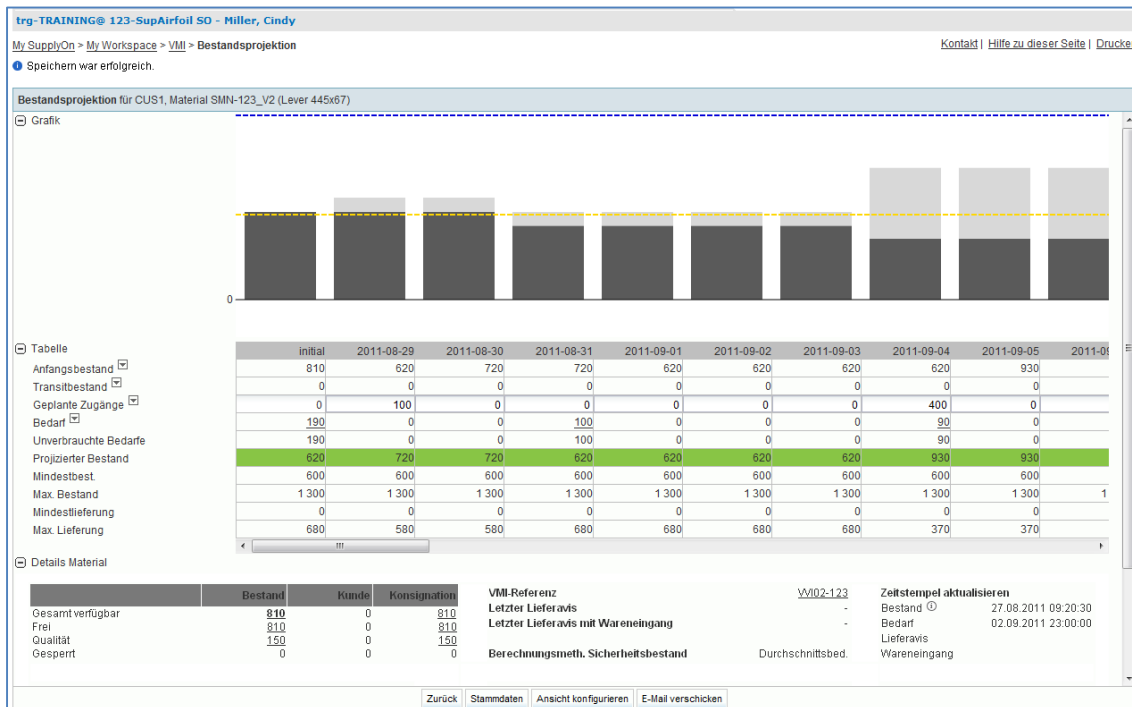 trg-TRAINING@ 123-SupAirfoil SO - Miller, Cindy
My SupplyOn > My Workspace > VMI > Bestandsprojektion Kontakt | Hilfe zu dieser Seite | Drucke
Speichern war erfolgreich.
Bestandsprojektion für CUS1, Material SMN-123_V2 (Lever 445x67)
Grafik
0
Tabelle initial 2011-08-29 2011-08-30 2011-08-31 2011-09-01 2011-09-02 2011-09-03 2011-09-04 2011-09-05 2011-09
Anfangsbestand 810 620 720 720 620 620 620 620 930
Transitbestand 0 0 0 0 0 0 0 0 0
Geplante Zugänge 0 100 0 0 0 0 0 400 0
Bedarf 190 0 0 100 0 0 0 90 0
Unverbrauchte Bedarfe 190 0 0 100 0 0 0 90 0
Projizierter Bestand 620 720 720 620 620 620 620 930 930
Mindestbest. 600 600 600 600 600 600 600 600 600
Max. Bestand 1 300 1 300 1 300 1 300 1 300 1 300 1 300 1 300 1 300 1
Mindestlieferung 0 0 0 0 0 0 0 0 0
Max. Lieferung 680 580 580 680 680 680 680 370 370
Details Material
Bestand Kunde Konsignation
Gesamt verfügbar 810 0 810
Frei 810 0 810
Qualität 150 0 150
Gesperrt 0 0 0
VMI-Referenz VVI02-123
Letzter Lieferavis -
Letzter Lieferavis mit Wareneingang -
Berechnungsmeth. Sicherheitsbestand Durchschnittsbed.
Zeitstempel aktualisieren
Bestand 27.08.2011 09:20:30
Bedarf 02.09.2011 23:00:00
Lieferavis
Wareneingang
Zurück Stammdaten Ansicht konfigurieren E-Mail verschicken